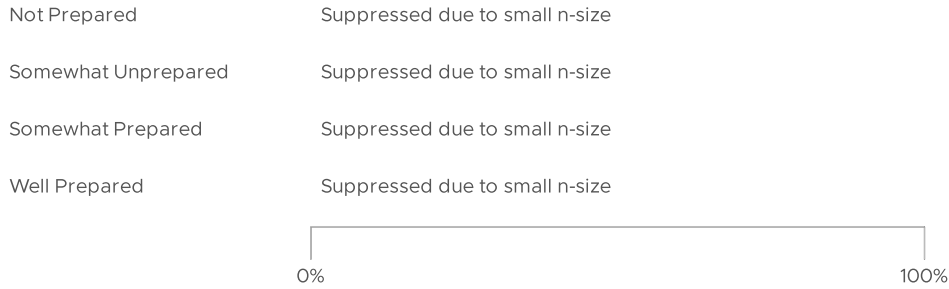 Not Prepared Suppressed due to small n-size
Somewhat Unprepared Suppressed due to small n-size
Somewhat Prepared Suppressed due to small n-size
Well Prepared Suppressed due to small n-size
0% 100%